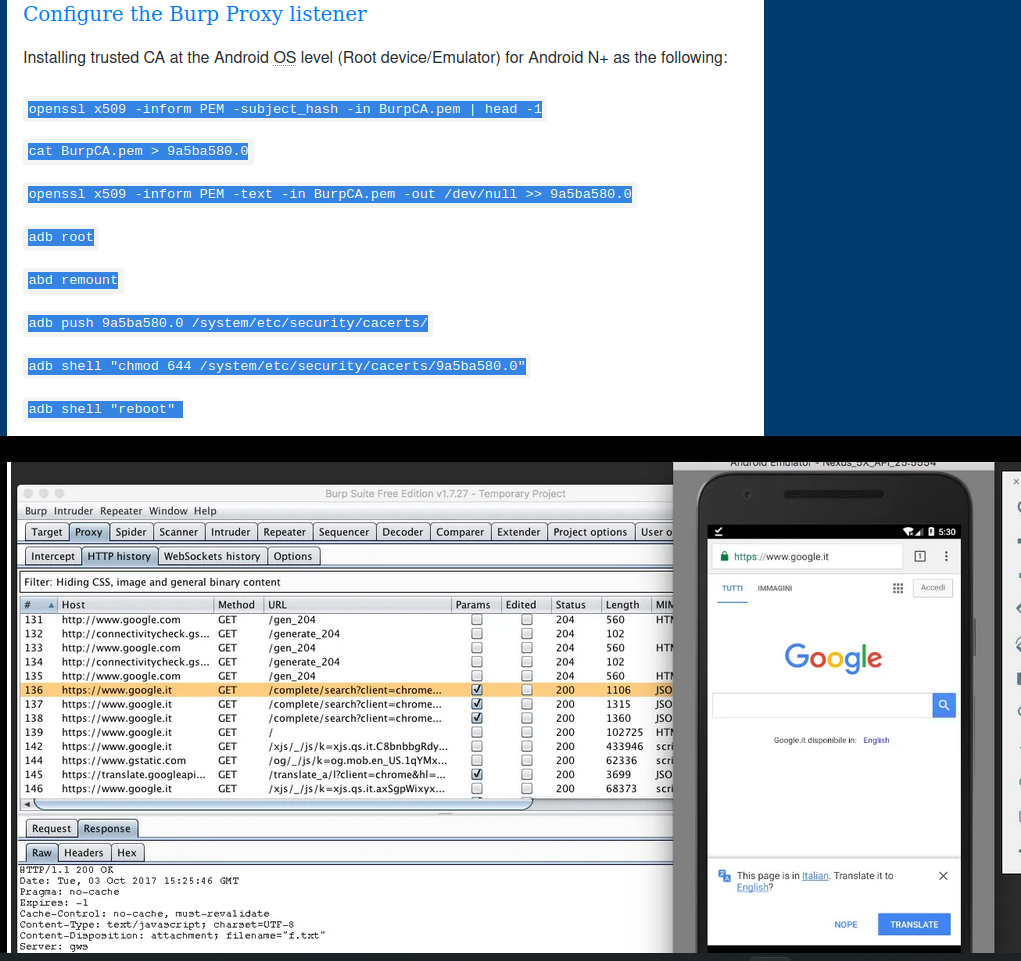 Configure the Burp Proxy listener
Installing trusted CA at the Android OS level (Root device/Emulator) for Android N+ as the following:
openssl x509 -inform PEM -subject_hash -in BurpCA.pem | head -1
cat BurpCA.pem > 9a5ba580.0
openssl x509 -inform PEM -text -in BurpCA.pem -out /dev/null >> 9a5ba580.0
adb root
abd remount
adb push 9a5ba580.0 /system/etc/security/cacerts/
adb shell "chmod 644 /system/etc/security/cacerts/9a5ba580.0"
adb shell "reboot"
Burp Suite Free Edition v1.7.27 - Temporary Project
Burp Intruder Repeater Window Help
Target Proxy Spider Scanner Intruder Repeater Sequencer Decoder Comparer Extender Project options User o
Intercept HTTP history WebSockets history Options
Filter: Hiding CSS, image and general binary content
# Host Method URL Params Edited Status Length MIM
131 http://www.google.com GET /gen_204 204 560 HTM
132 http://connectivitycheck.gs... GET /generate_204 204 102
133 http://www.google.com GET /gen_204 204 560 HTM
134 http://connectivitycheck.gs... GET /generate_204 204 102
135 http://www.google.com GET /gen_204 204 560 HTM
136 https://www.google.it GET /complete/search?client=chrome... 200 1106 JSO
137 https://www.google.it GET /complete/search?client=chrome... 200 1315 JSO
138 https://www.google.it GET /complete/search?client=chrome... 200 1360 JSO
139 https://www.google.it GET / 200 102725 HTM
142 https://www.google.it GET /xjs/_/js/k=xjs.qs.it.C8bnbbgRdy... 200 433946 scri
144 https://www.gstatic.com GET /og/_/js/k=og.mob.en_US.1qYMx... 200 62336 scri
145 https://translate.googleapi... GET /translate_a/l?client=chrome&hl=... 200 3699 JSO
146 https://www.google.it GET /xjs/_/js/k=xjs.qs.it.axSgpWixyx... 200 68373 scri
Request Response
Raw Headers Hex
HTTP/1.1 200 OK
Date: Tue, 03 Oct 2017 15:25:46 GMT
Pragma: no-cache
Expires: -1
Cache-Control: no-cache, must-revalidate
Content-Type: text/javascript; charset=UTF-8
Content-Disposition: attachment; filename="f.txt"
Server: gws
Android Emulator - Nexus_5X_API_25:5554
5:30
https://www.google.it 1
TUTTI IMMAGINI Accedi
Google
Google.it disponibile in: English
This page is in Italian. Translate it to
English?
NOPE TRANSLATE